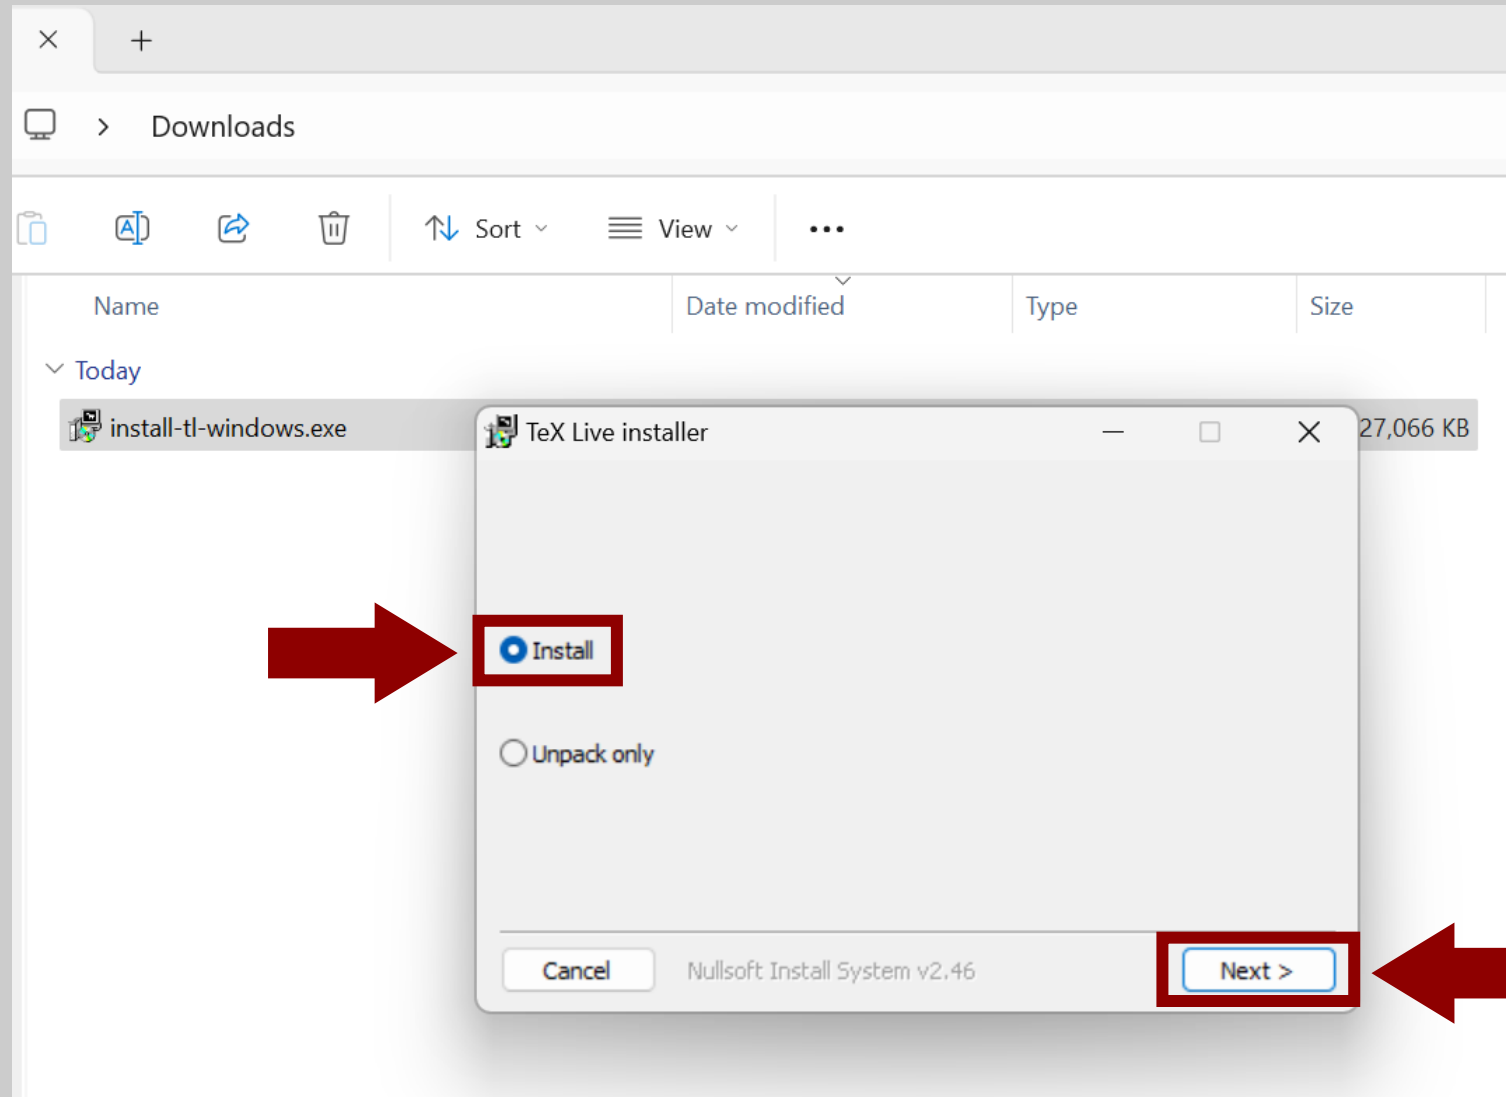 Downloads
Sort View
Name Date modified Type Size
Today
install-tl-windows.exe 27,066 KB
TeX Live installer
Install
Unpack only
Cancel Nullsoft Install System v2.46 Next >